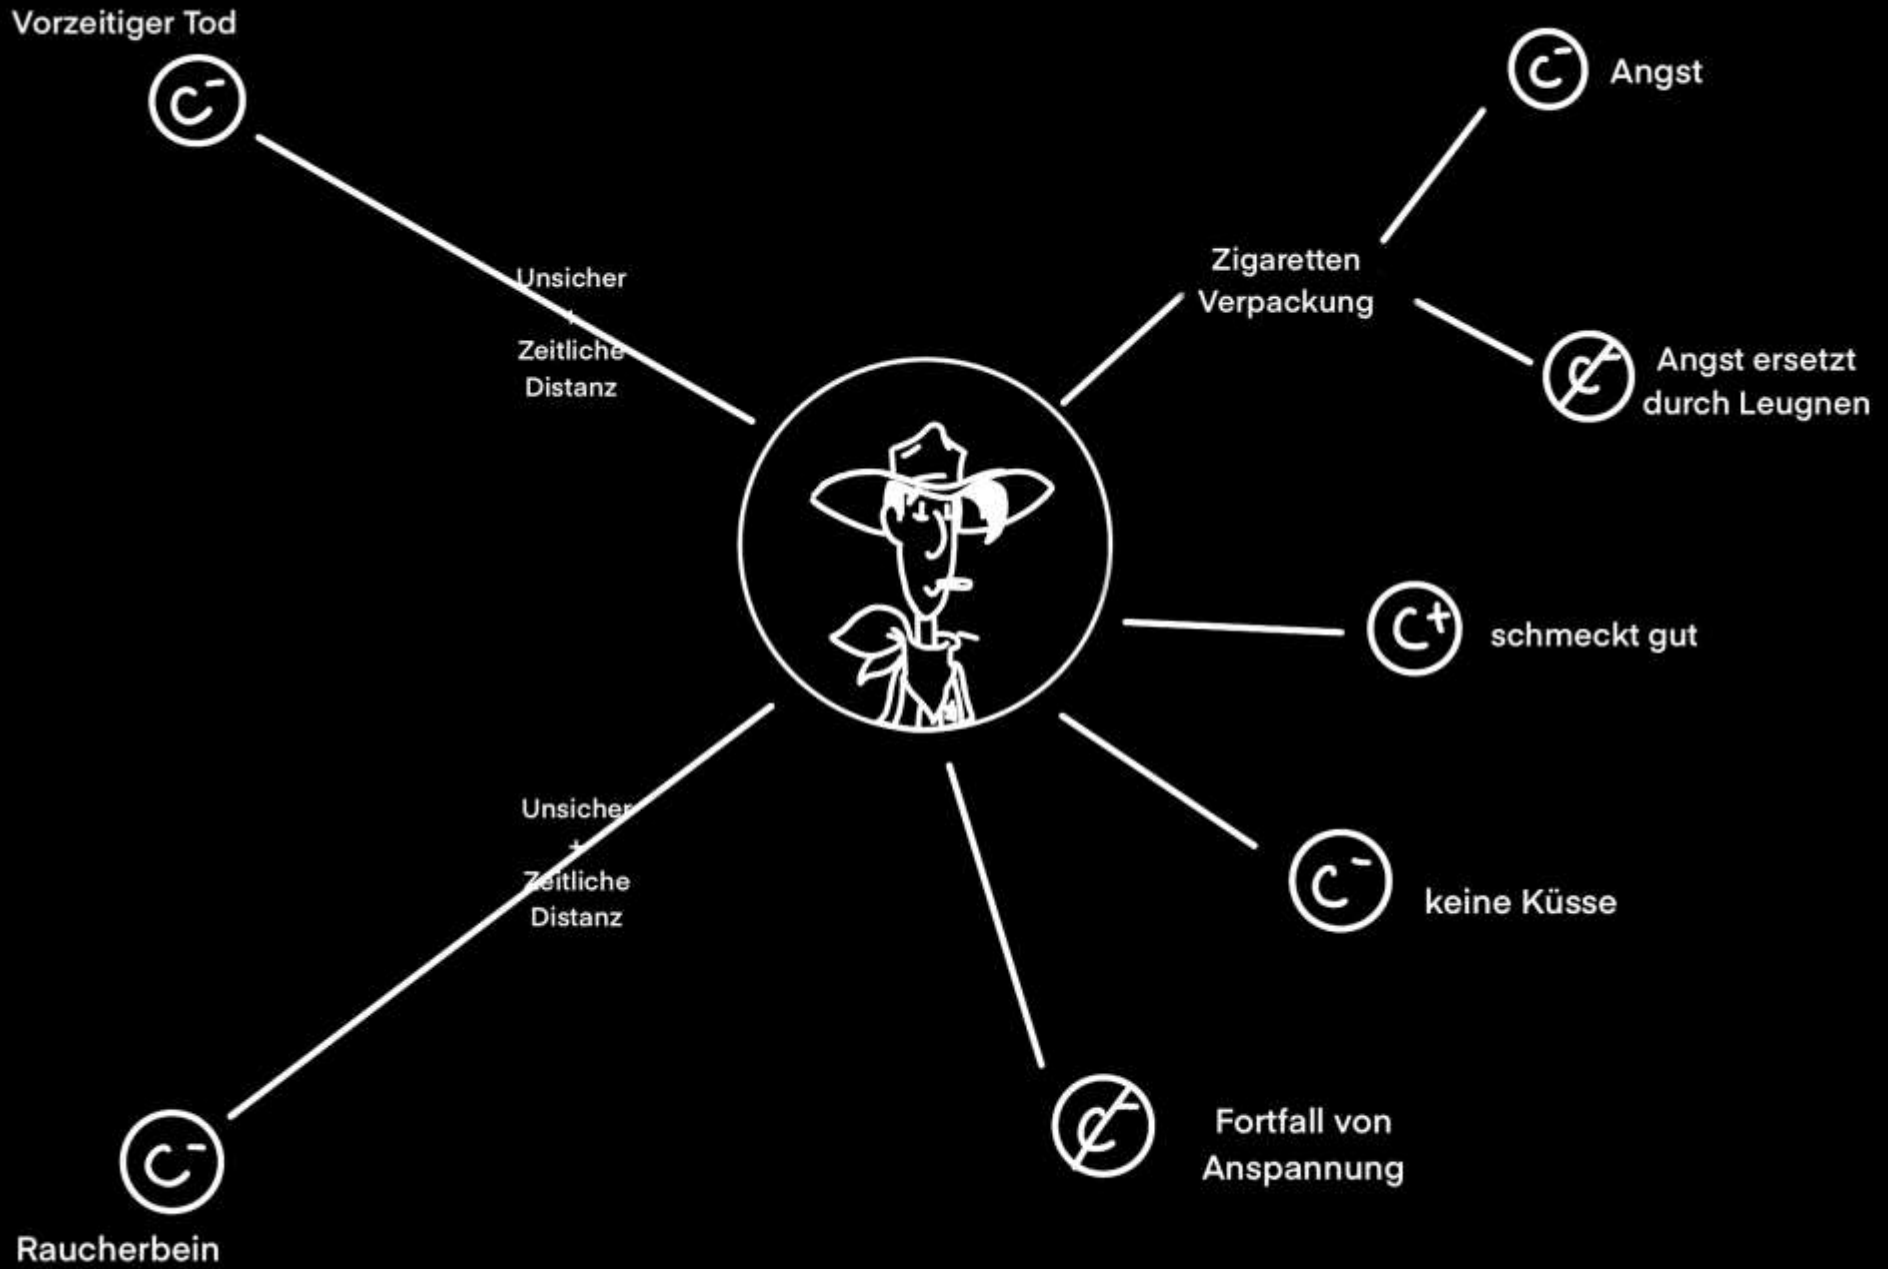 Vorzeitiger Tod
C-
Unsicher
+
Zeitliche
Distanz
C-
Angst
Zigaretten
Verpackung
C-
Angst ersetzt
durch Leugnen
C+
schmeckt gut
Unsicher
+
Zeitliche
Distanz
C-
keine Küsse
C-
Fortfall von
Anspannung
C-
Raucherbein